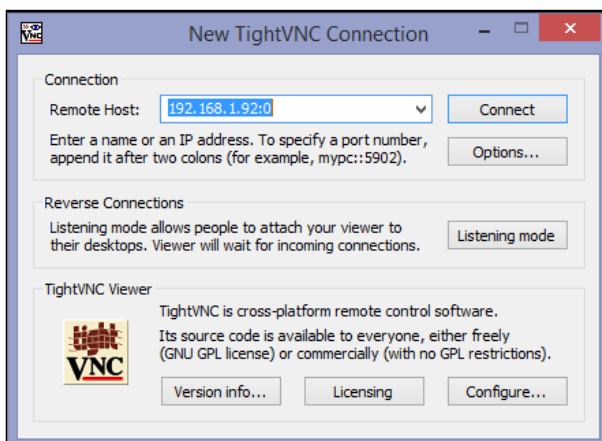 New TightVNC Connection
Connection
Remote Host: 192.168.1.92:0
Connect
Enter a name or an IP address. To specify a port number,
append it after two colons (for example, mypc::5902).
Options...
Reverse Connections
Listening mode allows people to attach your viewer to
their desktops. Viewer will wait for incoming connections.
Listening mode
TightVNC Viewer
TightVNC is cross-platform remote control software.
Its source code is available to everyone, either freely
(GNU GPL license) or commercially (with no GPL restrictions).
tight
VNC
Version info...
Licensing
Configure...